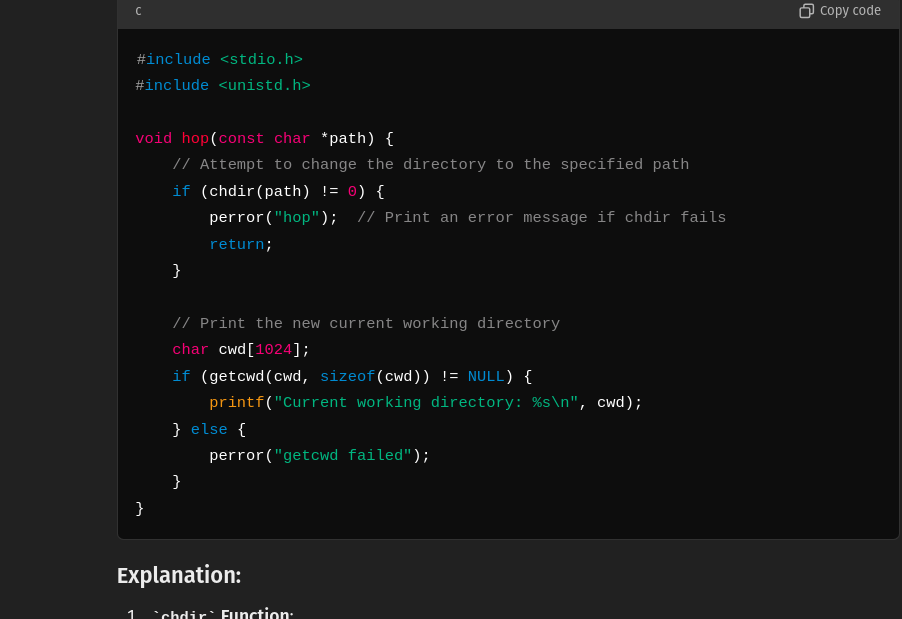 c
Copy code
#include <stdio.h>
#include <unistd.h>
void hop(const char *path) {
    // Attempt to change the directory to the specified path
    if (chdir(path) != 0) {
        perror("hop");  // Print an error message if chdir fails
        return;
    }
    // Print the new current working directory
    char cwd[1024];
    if (getcwd(cwd, sizeof(cwd)) != NULL) {
        printf("Current working directory: %s\n", cwd);
    } else {
        perror("getcwd failed");
    }
}
Explanation:
1. `chdir` Function: